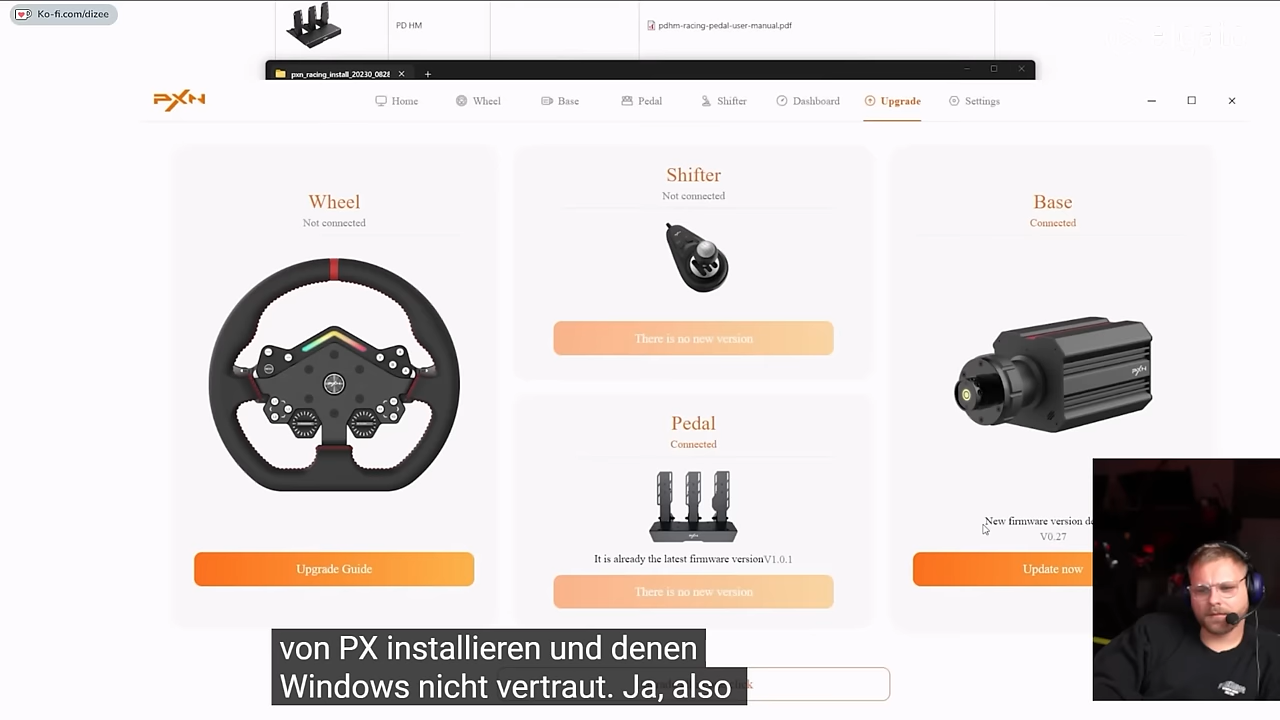 Ko-fi.com/dizee
PD HM
pdhm-racing-pedal-user-manual.pdf
pxn_racing_install_20230_0828
PXN
Home
Wheel
Base
Pedal
Shifter
Dashboard
Upgrade
Settings
Wheel
Not connected
Upgrade Guide
Shifter
Not connected
There is no new version
Pedal
Connected
It is already the latest firmware versionV1.0.1
There is no new version
Base
Connected
PXN
New firmware version de
V0.27
Update now
von PX installieren und denen
Windows nicht vertraut. Ja, also